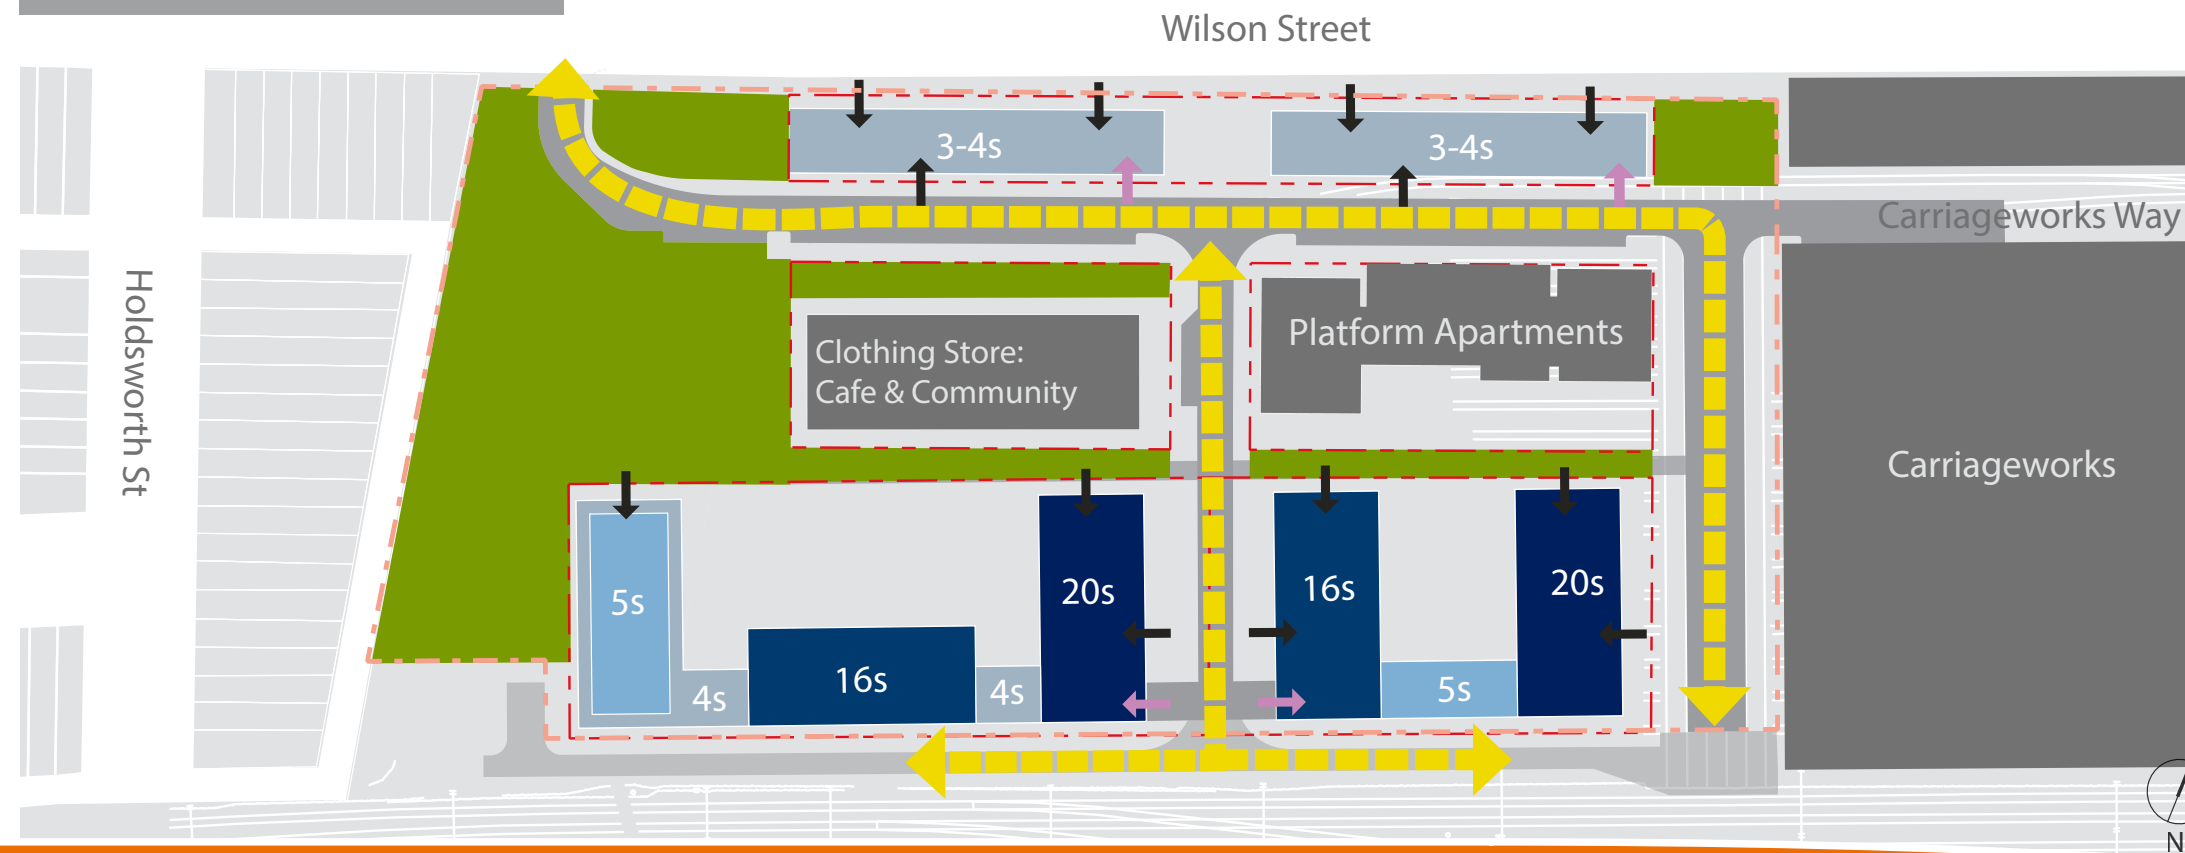 Wilson Street
3-4s
3-4s
Carriageworks Way
Holdsworth St
Clothing Store:
Cafe & Community
Platform Apartments
Carriageworks
5s
4s
16s
4s
20s
16s
5s
20s
N